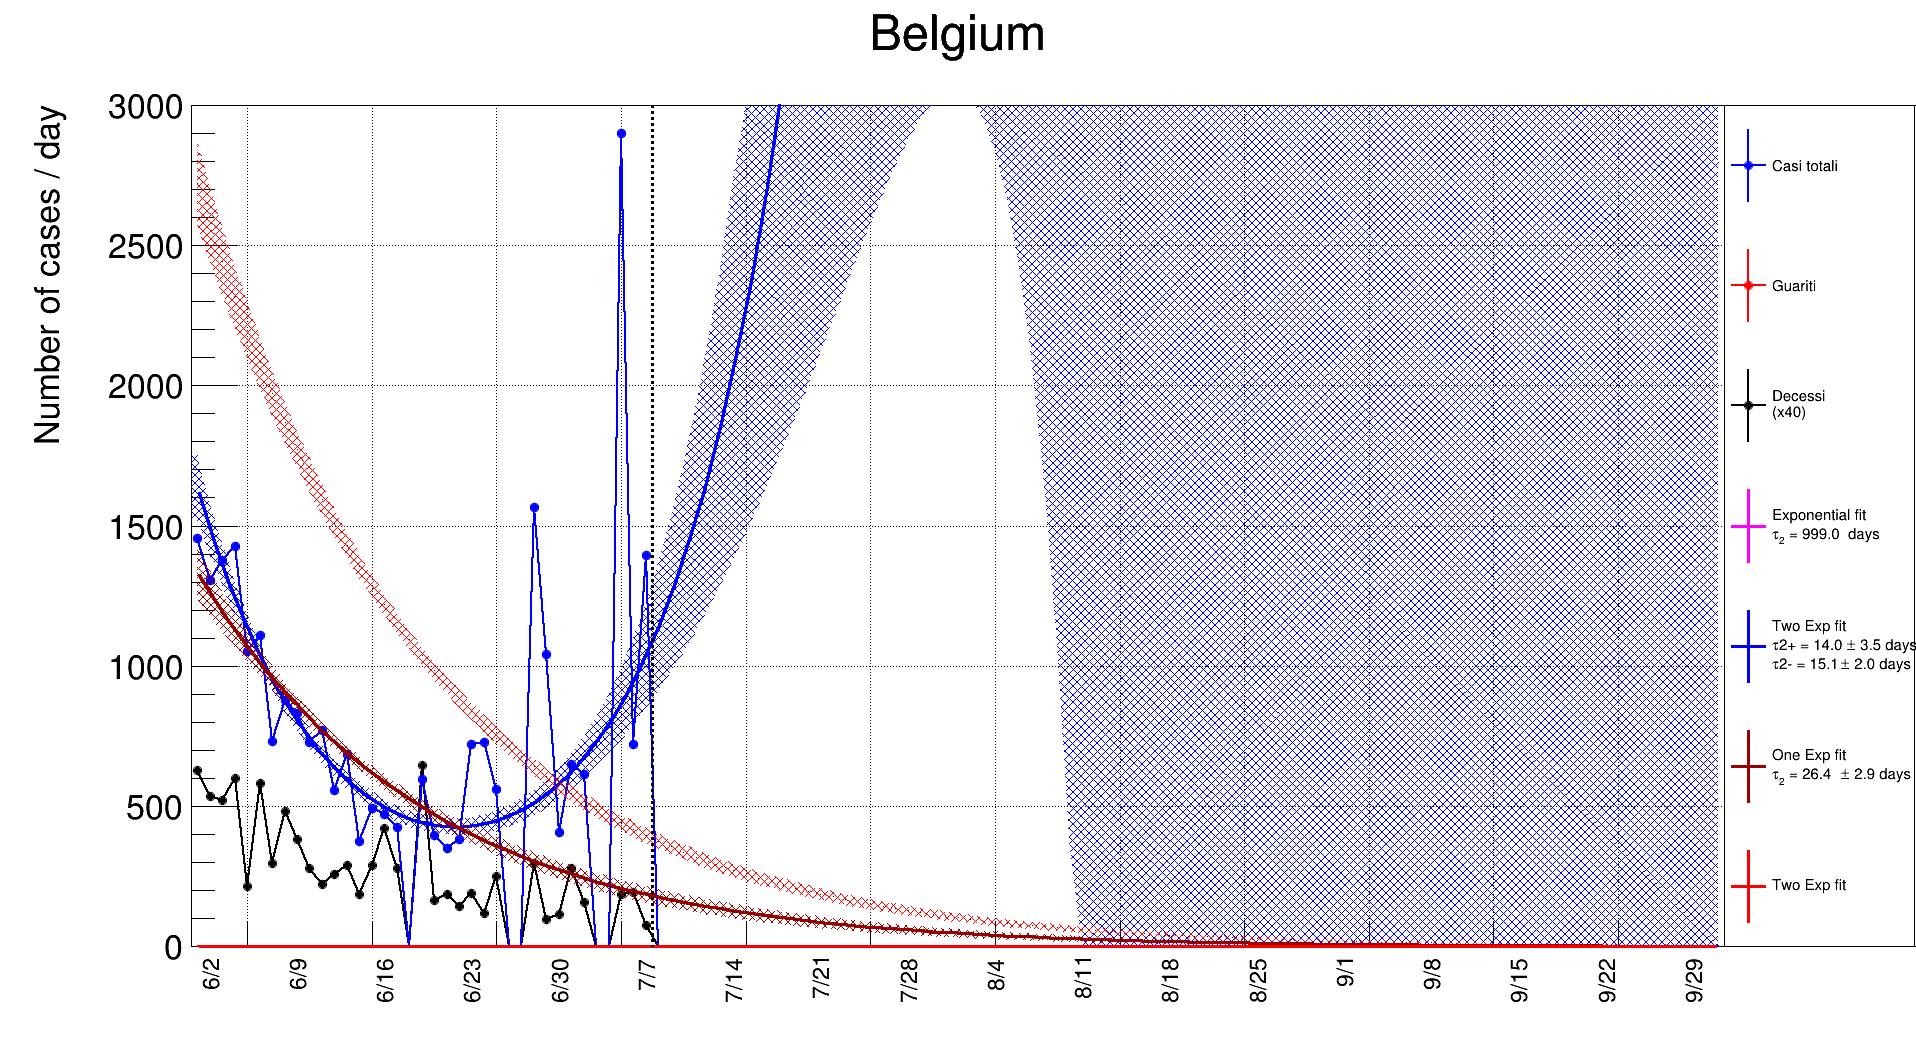 Belgium
Number of cases / day
3000
2500
2000
1500
1000
500
0
6/2
6/9
6/16
6/23
6/30
7/7
7/14
7/21
7/28
8/4
8/11
8/18
8/25
9/1
9/8
9/15
9/22
9/29
Casi totali
Guariti
Decessi
(x40)
Exponential fit
τ2 = 999.0 days
Two Exp fit
τ2+ = 14.0 ± 3.5 days
τ2- = 15.1 ± 2.0 days
One Exp fit
τ2 = 26.4 ± 2.9 days
Two Exp fit